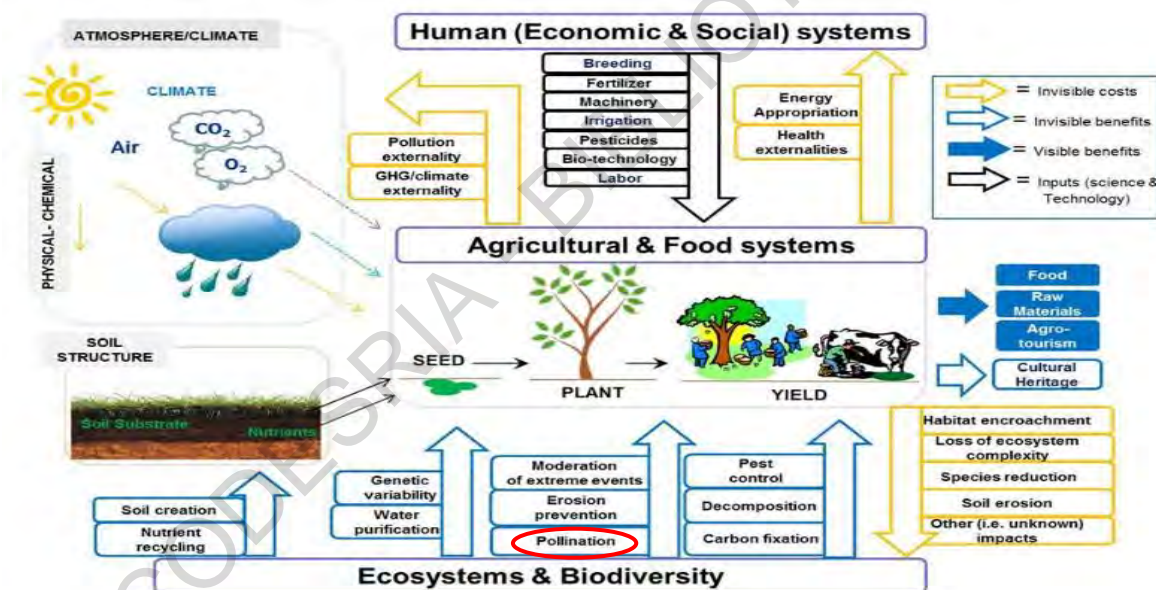 ATMOSPHERE/CLIMATE
CLIMATE
Air
CO₂
O₂
PHYSICAL- CHEMICAL
Human (Economic & Social) systems
Pollution
externality
GHG/climate
externality
Breeding
Fertilizer
Machinery
Irrigation
Pesticides
Bio-technology
Labor
Energy
Appropriation
Health
externalities
= Invisible costs
= Invisible benefits
= Visible benefits
= Inputs (science &
Technology)
Agricultural & Food systems
SEED
PLANT
YIELD
Food
Raw
Materials
Agro-
tourism
Cultural
Heritage
SOIL
STRUCTURE
Soil Substrate
Nutrients
Soil creation
Nutrient
recycling
Genetic
variability
Water
purification
Moderation
of extreme events
Erosion
prevention
Pollination
Pest
control
Decomposition
Carbon fixation
Habitat encroachment
Loss of ecosystem
complexity
Species reduction
Soil erosion
Other (i.e. unknown)
impacts
Ecosystems & Biodiversity